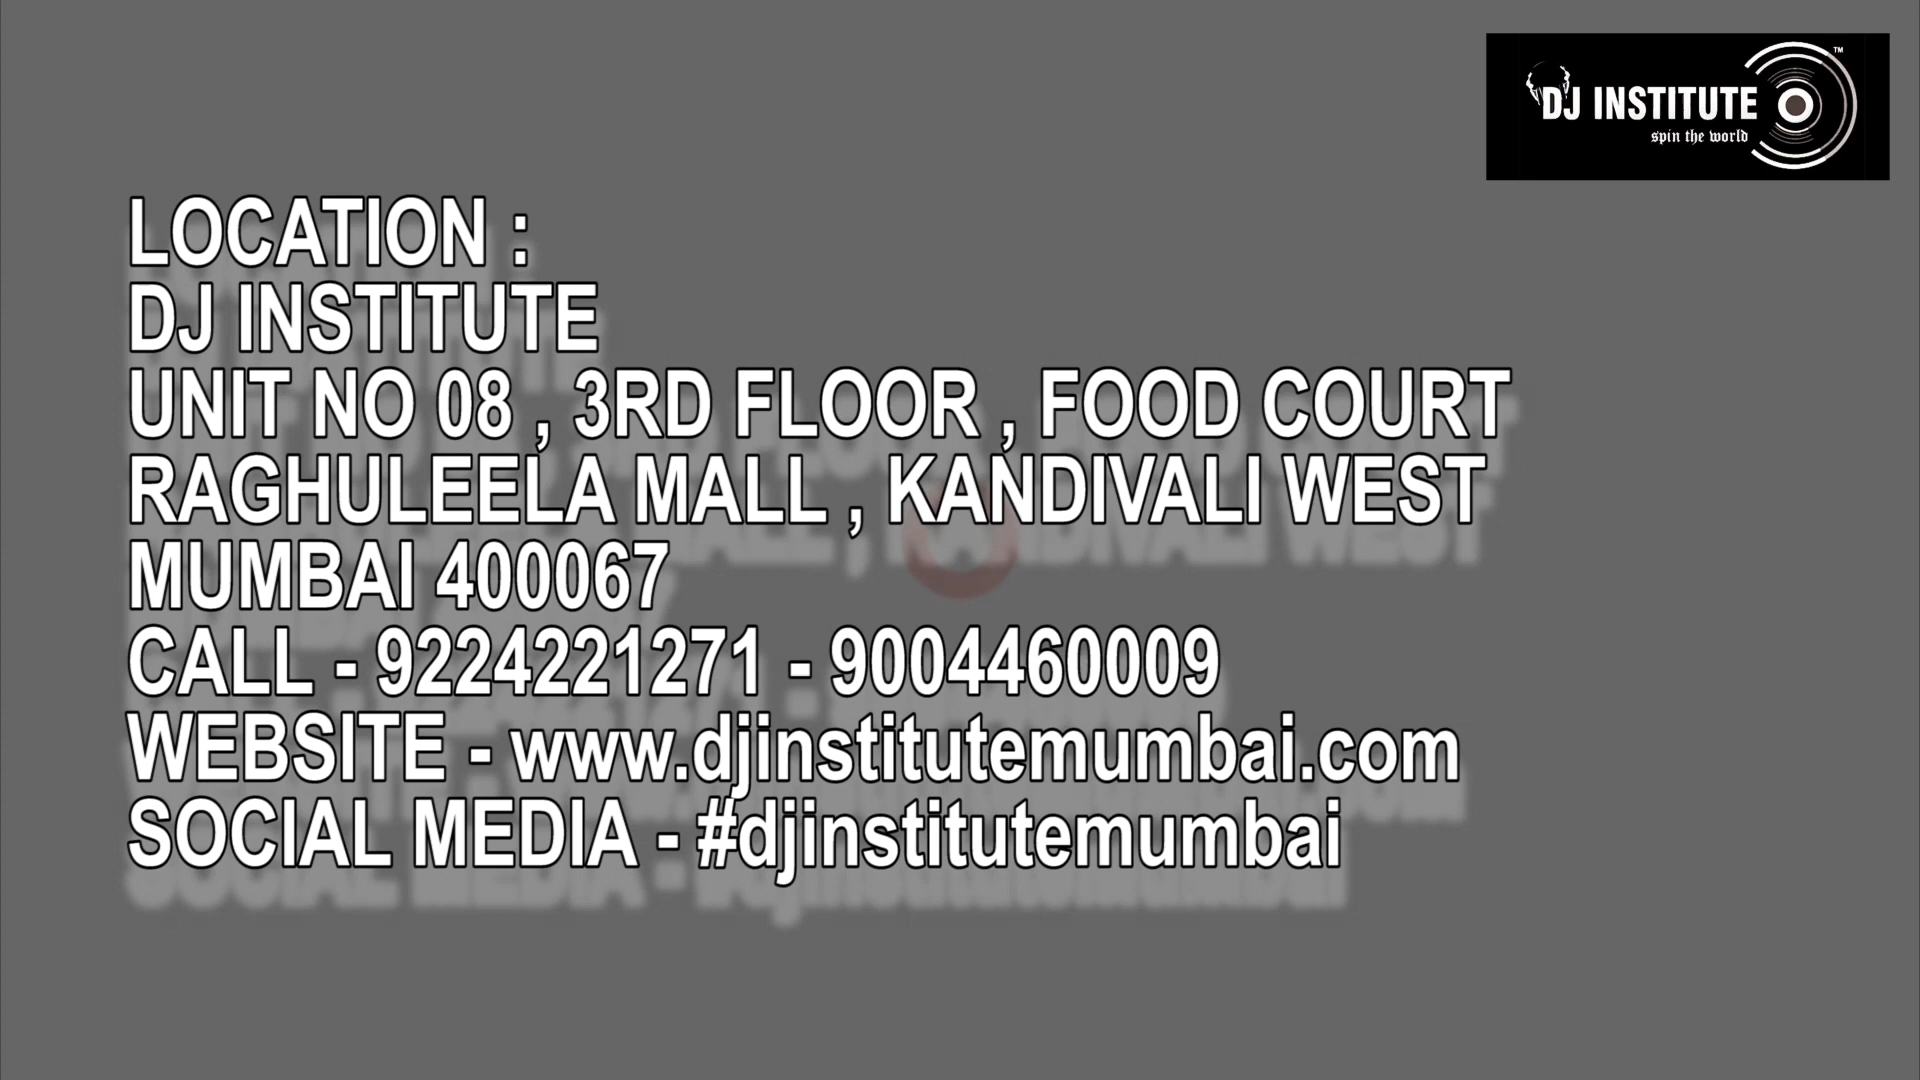 DJ INSTITUTE
TM
spin the world
LOCATION :
DJ INSTITUTE
UNIT NO 08 , 3RD FLOOR , FOOD COURT
RAGHULEELA MALL , KANDIVALI WEST
MUMBAI 400067
CALL - 9224221271 - 9004460009
WEBSITE - www.djinstitutemumbai.com
SOCIAL MEDIA - #djinstitutemumbai